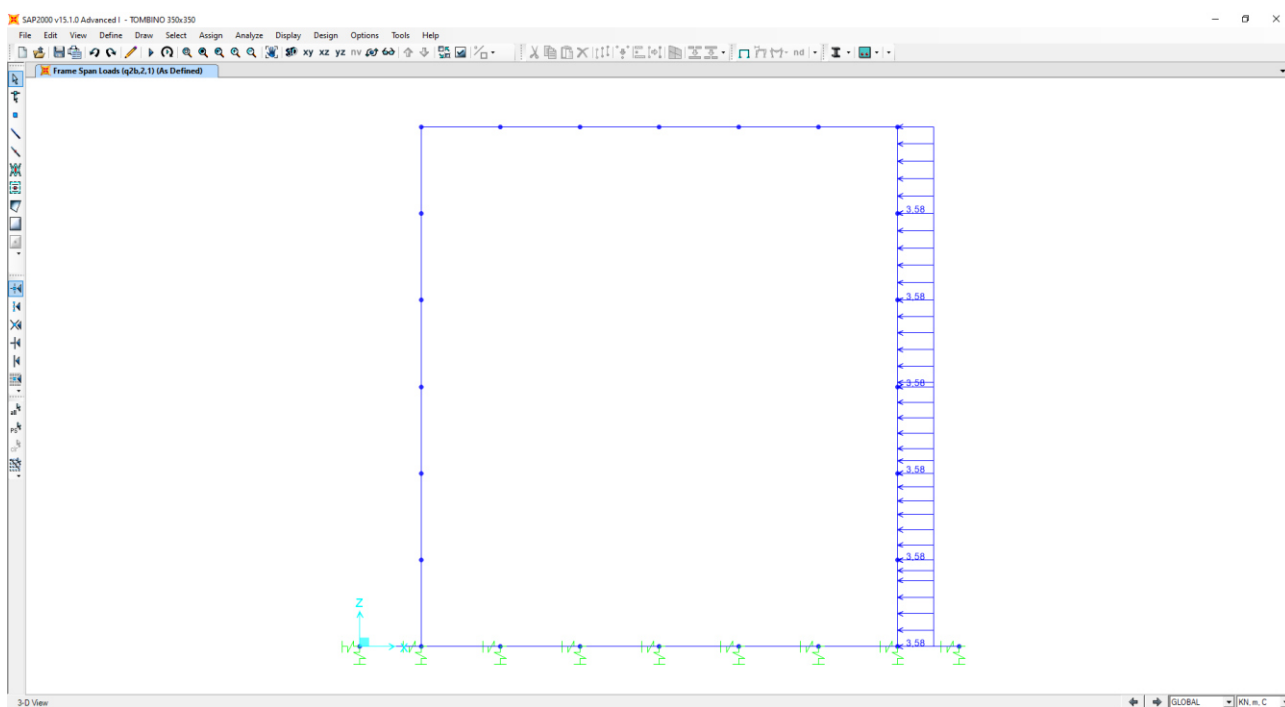 SAP2000 v15.1.0 Advanced I - TOMBINO 350x350
File Edit View Define Draw Select Assign Analyze Display Design Options Tools Help
xy xz yz nv nd
Frame Span Loads (q2b,2,1) (As Defined)
3,58
3,58
3,58
3,58
3,58
3,58
Z
X
3-D View GLOBAL KN, m, C